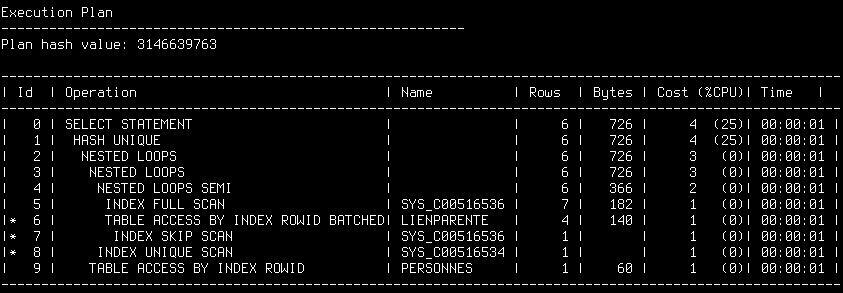 Execution Plan
----------------------------------------------------------
Plan hash value: 3146639763
---------------------------------------------------------------------------------------------------------
| Id  | Operation                              | Name           | Rows  | Bytes | Cost (%CPU)| Time     |
---------------------------------------------------------------------------------------------------------
|   0 | SELECT STATEMENT                       |                |     6 |   726 |     4  (25)| 00:00:01 |
|   1 |  HASH UNIQUE                           |                |     6 |   726 |     4  (25)| 00:00:01 |
|   2 |   NESTED LOOPS                         |                |     6 |   726 |     3   (0)| 00:00:01 |
|   3 |    NESTED LOOPS                        |                |     6 |   726 |     3   (0)| 00:00:01 |
|   4 |     NESTED LOOPS SEMI                  |                |     6 |   366 |     2   (0)| 00:00:01 |
|   5 |      INDEX FULL SCAN                   | SYS_C00516536  |     7 |   182 |     1   (0)| 00:00:01 |
|*  6 |      TABLE ACCESS BY INDEX ROWID BATCHED| LIENPARENTE   |     4 |   140 |     1   (0)| 00:00:01 |
|*  7 |       INDEX SKIP SCAN                  | SYS_C00516536  |     1 |       |     1   (0)| 00:00:01 |
|*  8 |     INDEX UNIQUE SCAN                  | SYS_C00516534  |     1 |       |     1   (0)| 00:00:01 |
|   9 |    TABLE ACCESS BY INDEX ROWID         | PERSONNES      |     1 |    60 |     1   (0)| 00:00:01 |
---------------------------------------------------------------------------------------------------------